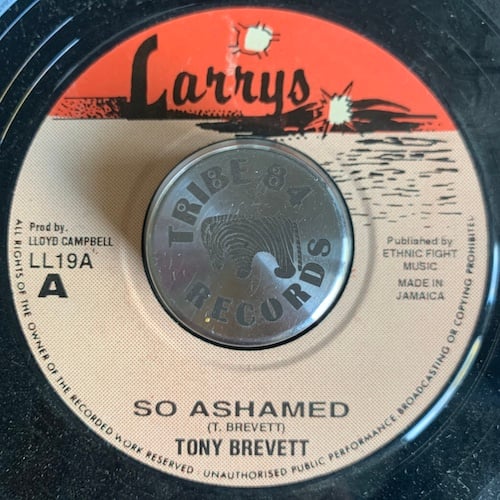 Larrys
TRIBE 84
RECORDS
Prod by.
LLOYD CAMPBELL
LL19A
A
Published by
ETHNIC FIGHT
MUSIC
MADE IN
JAMAICA
SO ASHAMED
(T. BREVETT)
TONY BREVETT
ALL RIGHTS OF THE OWNER OF THE RECORDED WORK RESERVED · UNAUTHORISED PUBLIC PERFORMANCE BROADCASTING OR COPYING PROHIBITED